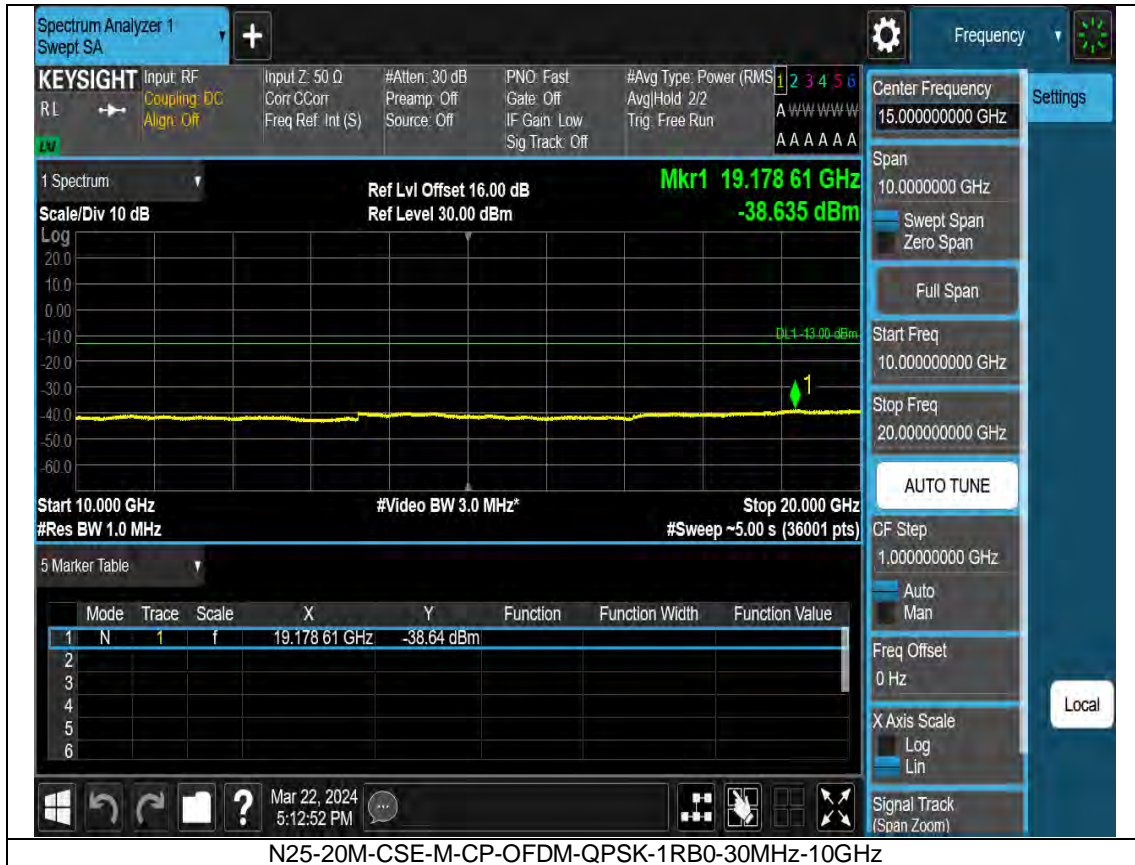 Spectrum Analyzer 1
Swept SA
+
Frequency
KEYSIGHT
RL
LXI
Input: RF
Coupling: DC
Align: Off
Input Z: 50 Ω
Corr CCorr
Freq Ref: Int (S)
#Atten: 30 dB
Preamp: Off
Source: Off
PNO: Fast
Gate: Off
IF Gain: Low
Sig Track: Off
#Avg Type: Power (RMS
Avg|Hold: 2/2
Trig: Free Run
1 2 3 4 5 6
A W W W W W
A A A A A A
1 Spectrum
Scale/Div 10 dB
Ref Lvl Offset 16.00 dB
Ref Level 30.00 dBm
Mkr1 19.178 61 GHz
-38.635 dBm
Log
20.0
10.0
0.00
-10.0
-20.0
-30.0
-40.0
-50.0
-60.0
DL1 -13.00 dBm
1
Start 10.000 GHz
#Video BW 3.0 MHz*
Stop 20.000 GHz
#Res BW 1.0 MHz
#Sweep ~5.00 s (36001 pts)
5 Marker Table
Mode Trace Scale X Y Function Function Width Function Value
1 N 1 f 19.178 61 GHz -38.64 dBm
2
3
4
5
6
Mar 22, 2024
5:12:52 PM
?
Center Frequency
15.000000000 GHz
Settings
Span
10.0000000 GHz
Swept Span
Zero Span
Full Span
Start Freq
10.000000000 GHz
Stop Freq
20.000000000 GHz
AUTO TUNE
CF Step
1.000000000 GHz
Auto
Man
Freq Offset
0 Hz
X Axis Scale
Log
Lin
Signal Track
(Span Zoom)
Local
N25-20M-CSE-M-CP-OFDM-QPSK-1RB0-30MHz-10GHz